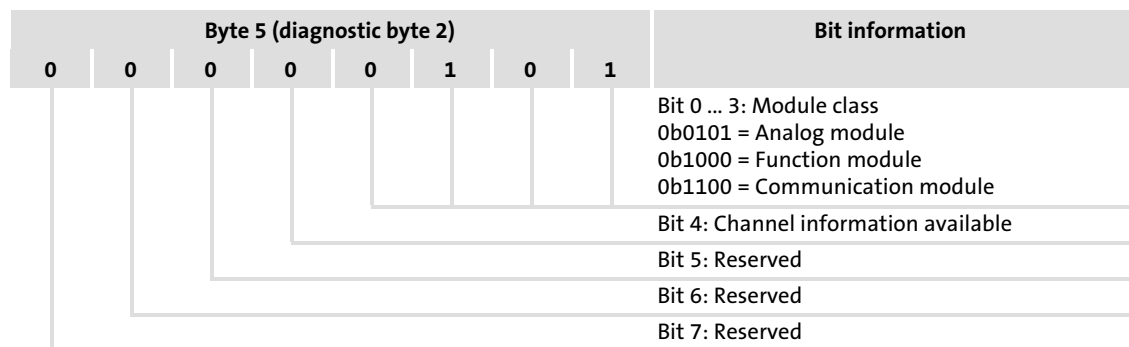 Byte 5 (diagnostic byte 2) Bit information
0 0 0 0 0 1 0 1
Bit 0 ... 3: Module class
0b0101 = Analog module
0b1000 = Function module
0b1100 = Communication module
Bit 4: Channel information available
Bit 5: Reserved
Bit 6: Reserved
Bit 7: Reserved